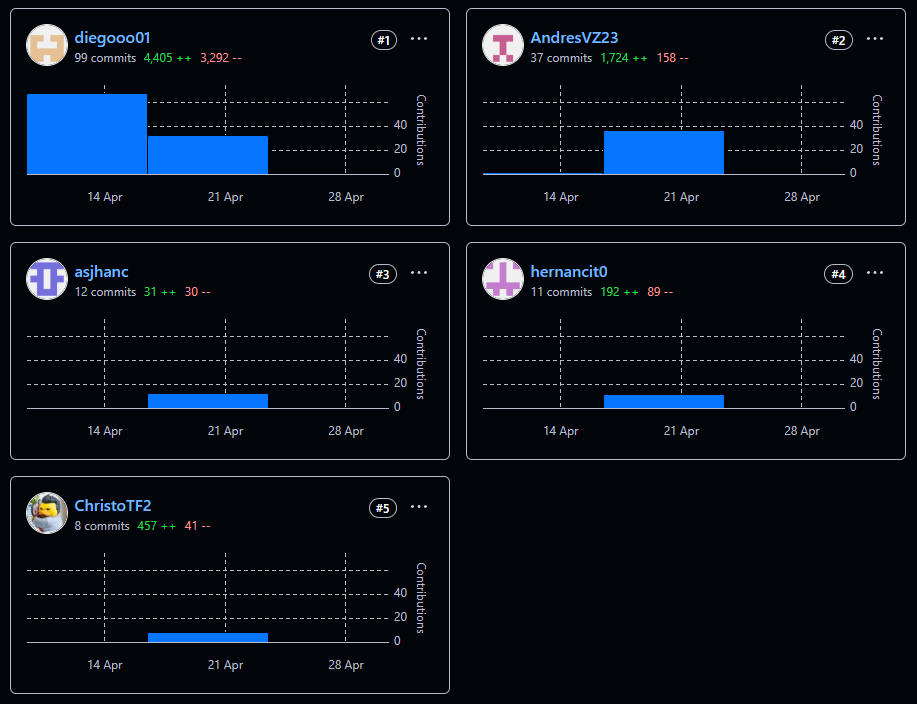 diegooo01
#1
99 commits 4,405 ++ 3,292 --
Contributions
40
20
0
14 Apr 21 Apr 28 Apr
AndresVZ23
#2
37 commits 1,724 ++ 158 --
Contributions
40
20
0
14 Apr 21 Apr 28 Apr
asjhanc
#3
12 commits 31 ++ 30 --
Contributions
40
20
0
14 Apr 21 Apr 28 Apr
hernancit0
#4
11 commits 192 ++ 89 --
Contributions
40
20
0
14 Apr 21 Apr 28 Apr
ChristoTF2
#5
8 commits 457 ++ 41 --
Contributions
40
20
0
14 Apr 21 Apr 28 Apr